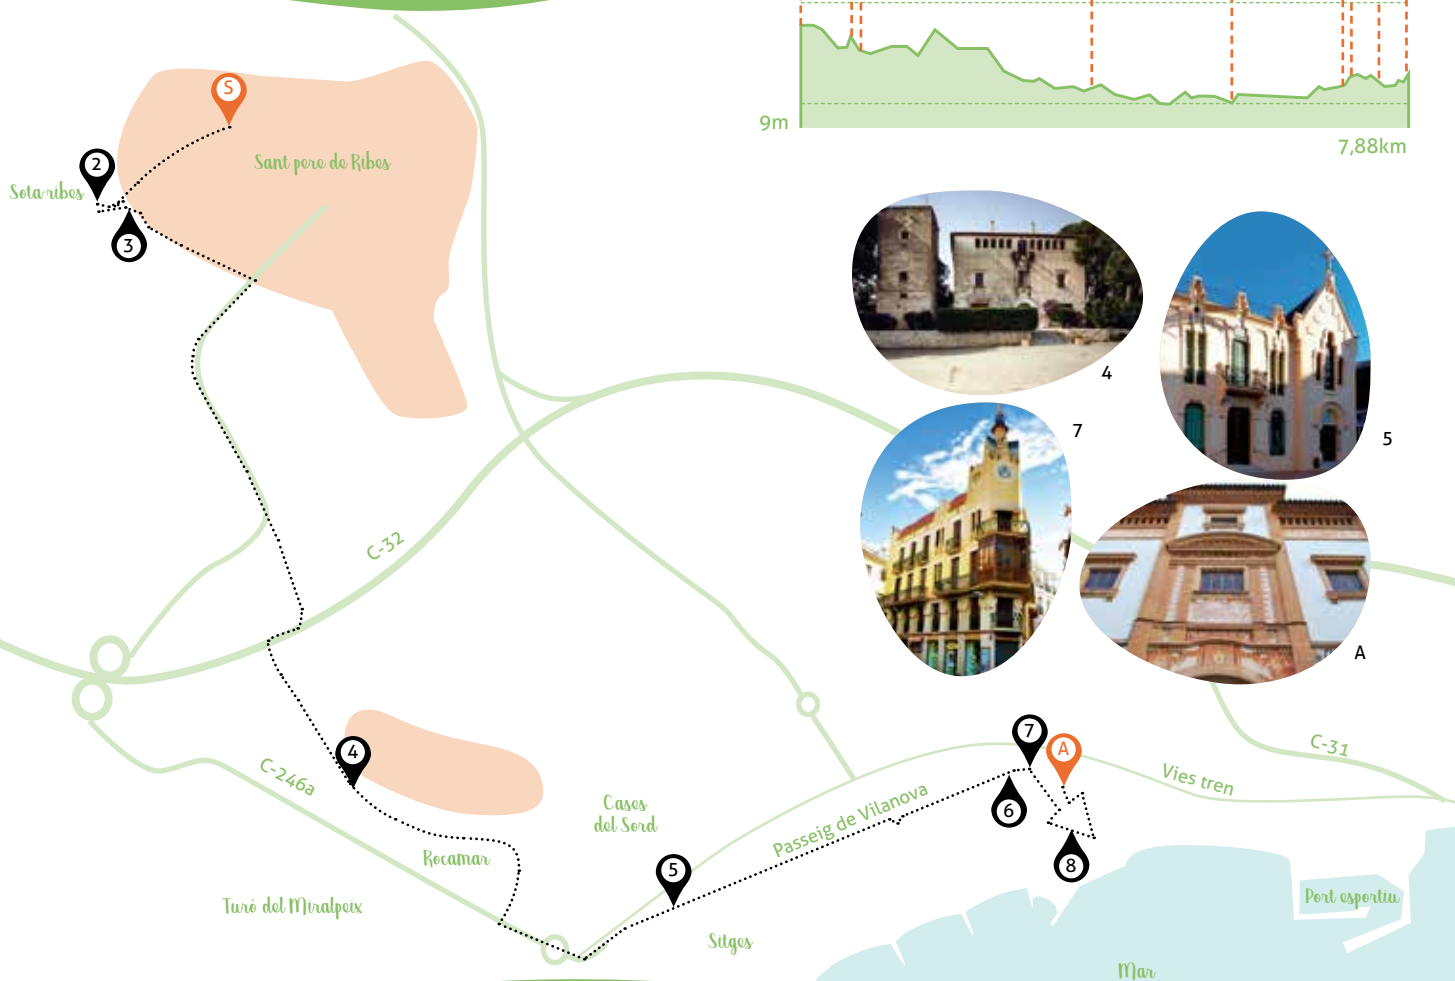 9m
7,88km
S
Sant pere de Ribes
2
Sota-ribes
3
4
5
7
A
C-32
C-246a
4
Cases
del Sord
Rocamar
Turó del Miralpeix
5
Passeig de Vilanova
6
7
A
8
Vies tren
C-31
Sitges
Port esportiu
Mar